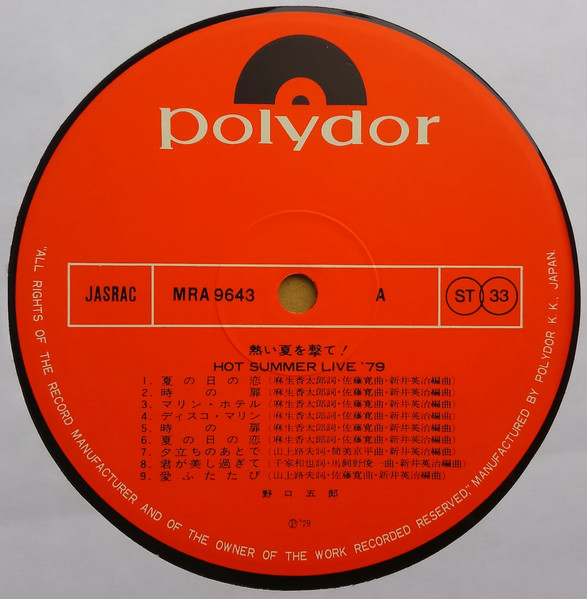 polydor
JASRAC MRA 9643 A ST 33
熱い夏を撃て!
HOT SUMMER LIVE '79
1. 夏の日の恋 (麻生香太郎詞・佐藤寛曲・新井英治編曲)
2. 時の扉 (麻生香太郎詞・佐藤寛曲・新井英治編曲)
3. マリン・ホテル (麻生香太郎詞・佐藤寛曲・新井英治編曲)
4. ディスコ・マリン (麻生香太郎詞・佐藤寛曲・新井英治編曲)
5. 時の扉 (麻生香太郎詞・佐藤寛曲・新井英治編曲)
6. 夏の日の恋 (麻生香太郎詞・佐藤寛曲・新井英治編曲)
7. 夕立ちのあとで (山上路夫詞・筒美京平曲・新井英治編曲)
8. 君が美し過ぎて (千家和也詞・馬飼野俊一曲・新井英治編曲)
9. 愛ふたたび (山上路夫詞・佐藤寛曲・新井英治編曲)
野口五郎
Ⓟ '79
"ALL RIGHTS OF THE RECORD MANUFACTURER AND OF THE OWNER OF THE WORK RECORDED RESERVED." MANUFACTURED BY POLYDOR K.K., JAPAN.